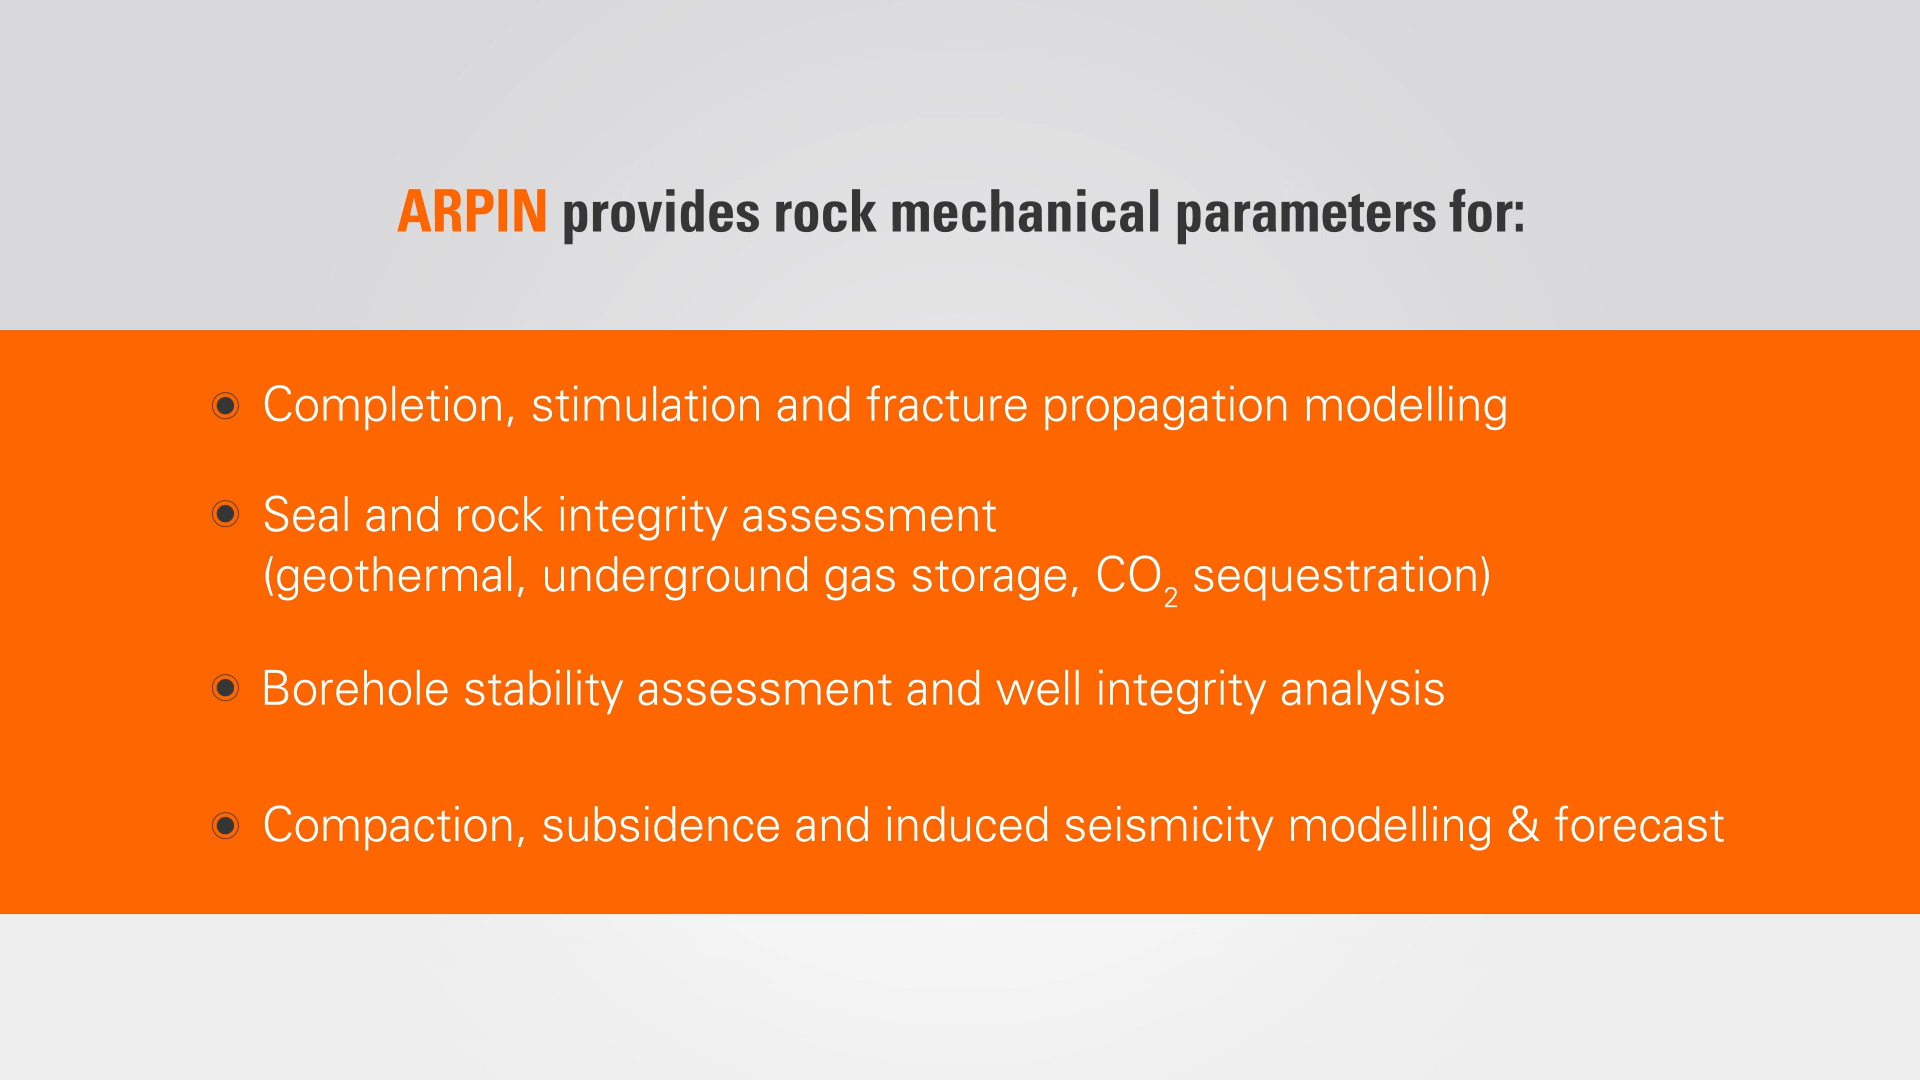 ARPIN provides rock mechanical parameters for:
Completion, stimulation and fracture propagation modelling
Seal and rock integrity assessment
(geothermal, underground gas storage, CO₂ sequestration)
Borehole stability assessment and well integrity analysis
Compaction, subsidence and induced seismicity modelling & forecast